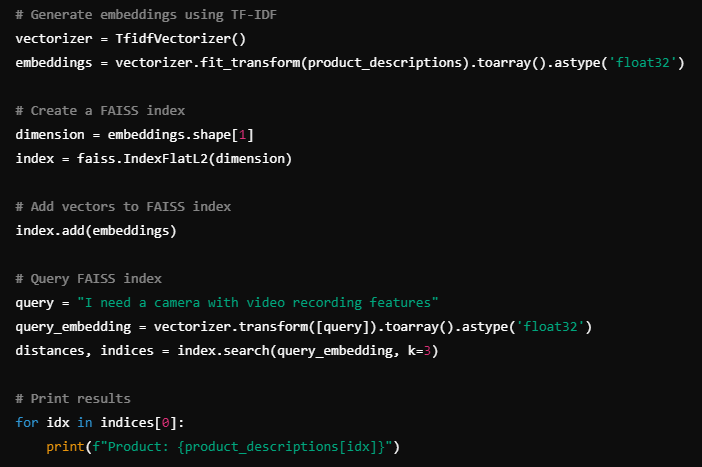 # Generate embeddings using TF-IDF
vectorizer = TfidfVectorizer()
embeddings = vectorizer.fit_transform(product_descriptions).toarray().astype('float32')
# Create a FAISS index
dimension = embeddings.shape[1]
index = faiss.IndexFlatL2(dimension)
# Add vectors to FAISS index
index.add(embeddings)
# Query FAISS index
query = "I need a camera with video recording features"
query_embedding = vectorizer.transform([query]).toarray().astype('float32')
distances, indices = index.search(query_embedding, k=3)
# Print results
for idx in indices[0]:
    print(f"Product: {product_descriptions[idx]}")